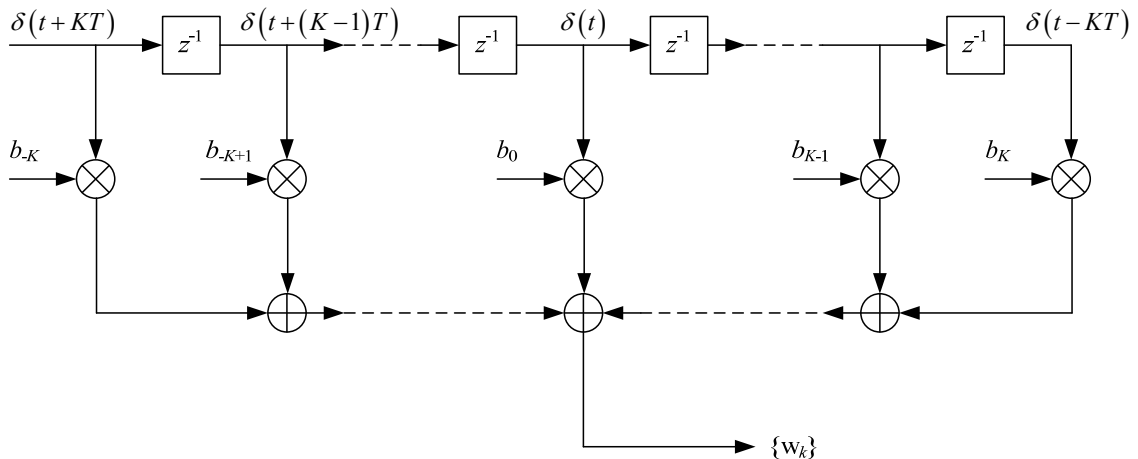 δ(t+KT) δ(t+(K−1)T) δ(t) δ(t−KT)
z⁻¹ z⁻¹ z⁻¹ z⁻¹
b₋K b₋K+1 b₀ bK-1 bK
{wₖ}